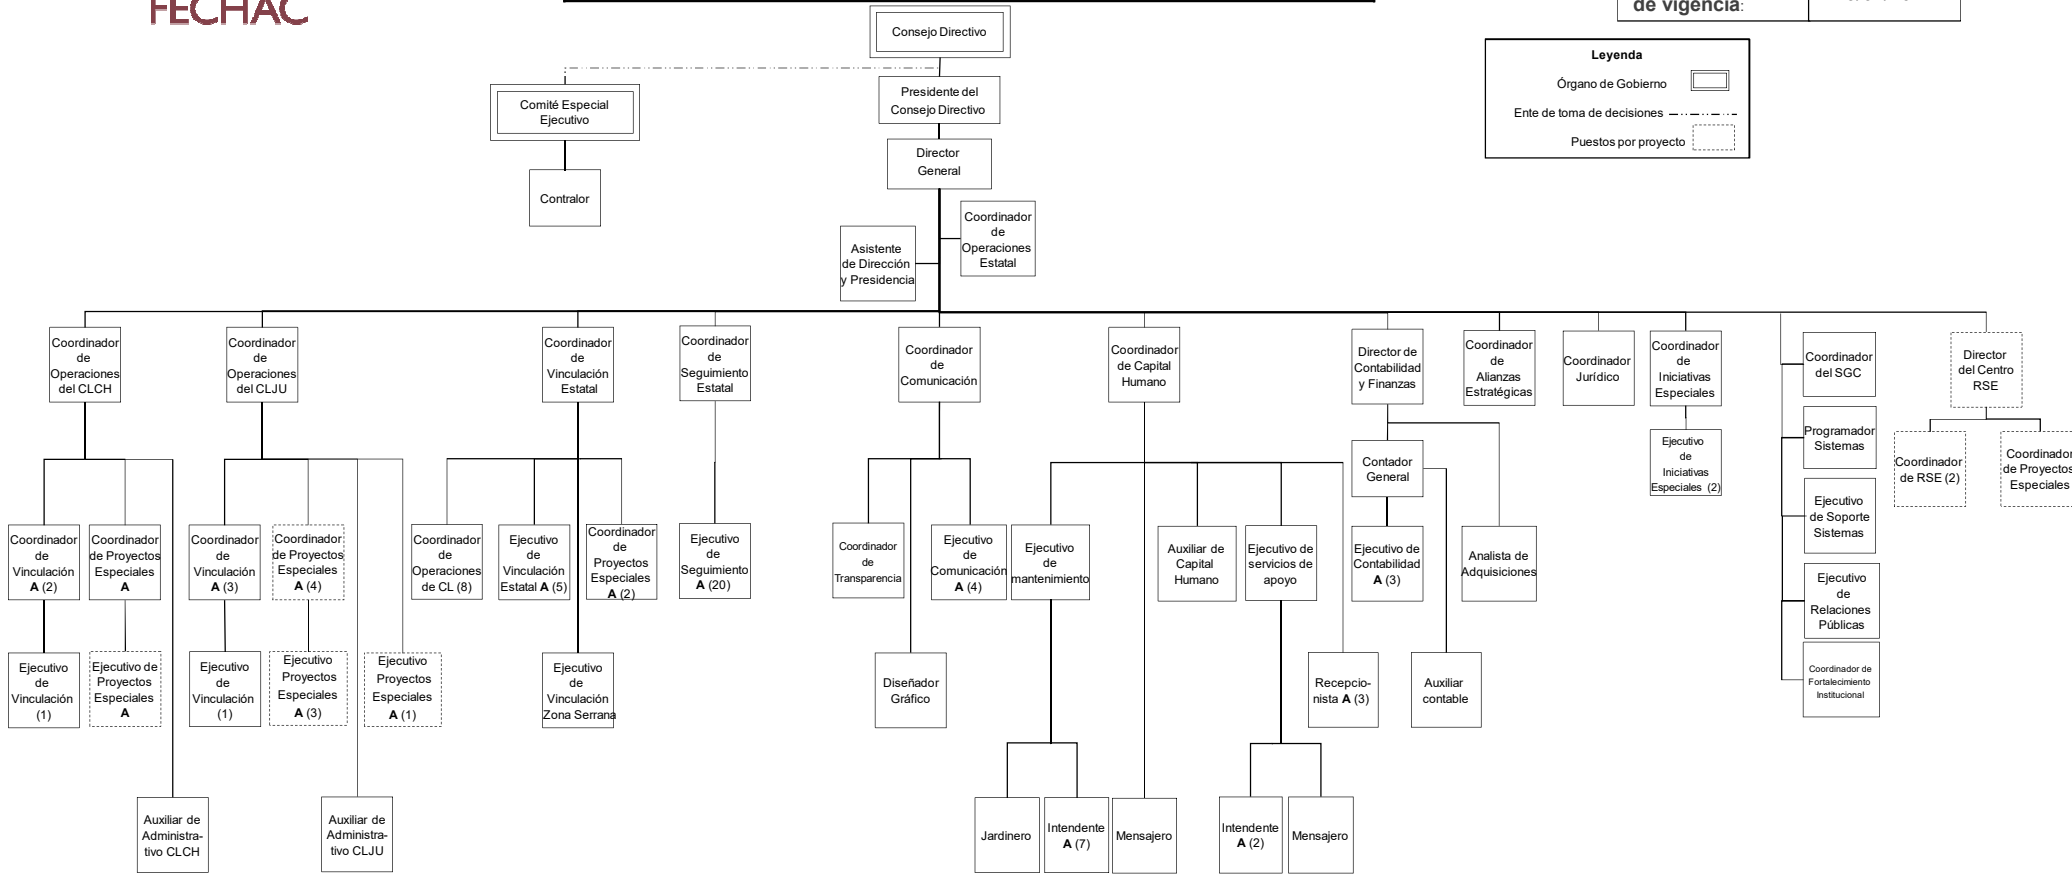 FECHAC
de vigencia:
Consejo Directivo
Leyenda
Órgano de Gobierno
Ente de toma de decisiones
Puestos por proyecto
Comité Especial
Ejecutivo
Presidente del
Consejo Directivo
Director
General
Contralor
Coordinador
de
Operaciones
Estatal
Asistente
de Dirección
y Presidencia
Coordinador
de
Operaciones
del CLCH
Coordinador
de
Operaciones
del CLJU
Coordinador
de
Vinculación
Estatal
Coordinador
de
Seguimiento
Estatal
Coordinador
de
Comunicación
Coordinador
de Capital
Humano
Director de
Contabilidad
y Finanzas
Coordinador
de
Alianzas
Estratégicas
Coordinador
Jurídico
Coordinador
de
Iniciativas
Especiales
Coordinador
del SGC
Director
del Centro
RSE
Programador
Sistemas
Ejecutivo
de
Iniciativas
Especiales (2)
Contador
General
Coordinador
de RSE (2)
Coordinador
de Proyectos
Especiales
Ejecutivo
de Soporte
Sistemas
Coordinador
de
Vinculación
A (2)
Coordinador
de Proyectos
Especiales
A
Coordinador
de
Vinculación
A (3)
Coordinador
de Proyectos
Especiales
A (4)
Coordinador
de
Operaciones
de CL (8)
Ejecutivo
de
Vinculación
Estatal A (5)
Coordinador
de
Proyectos
Especiales
A (2)
Ejecutivo
de
Seguimiento
A (20)
Coordinador
de
Transparencia
Ejecutivo
de
Comunicación
A (4)
Ejecutivo
de
mantenimiento
Auxiliar de
Capital
Humano
Ejecutivo de
servicios de
apoyo
Ejecutivo de
Contabilidad
A (3)
Analista de
Adquisiciones
Ejecutivo
de
Relaciones
Públicas
Ejecutivo
de
Vinculación
(1)
Ejecutivo de
Proyectos
Especiales
A
Ejecutivo
de
Vinculación
(1)
Ejecutivo
Proyectos
Especiales
A (3)
Ejecutivo
Proyectos
Especiales
A (1)
Ejecutivo
de
Vinculación
Zona Serrana
Diseñador
Gráfico
Recepcio-
nista A (3)
Auxiliar
contable
Coordinador de
Fortalecimiento
Institucional
Auxiliar de
Administra-
tivo CLCH
Auxiliar de
Administra-
tivo CLJU
Jardinero
Intendente
A (7)
Mensajero
Intendente
A (2)
Mensajero